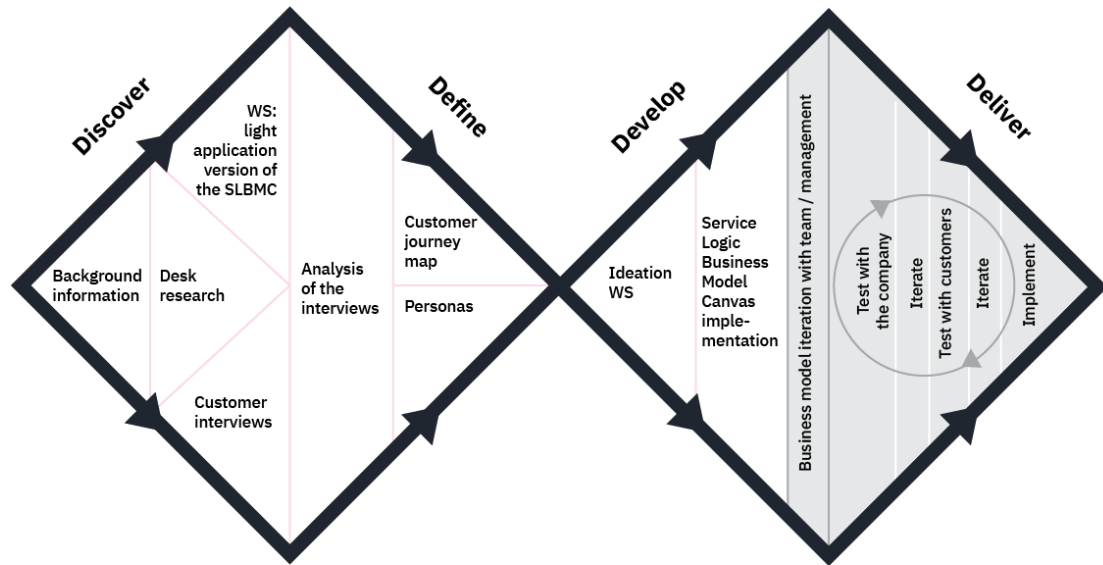 Discover
Define
Develop
Deliver
Background
information
Desk
research
WS:
light
application
version of
the SLBMC
Customer
interviews
Analysis
of the
interviews
Customer
journey
map
Personas
Ideation
WS
Service
Logic
Business
Model
Canvas
imple-
mentation
Business model iteration with team / management
Test with
the company
Iterate
Test with customers
Iterate
Implement